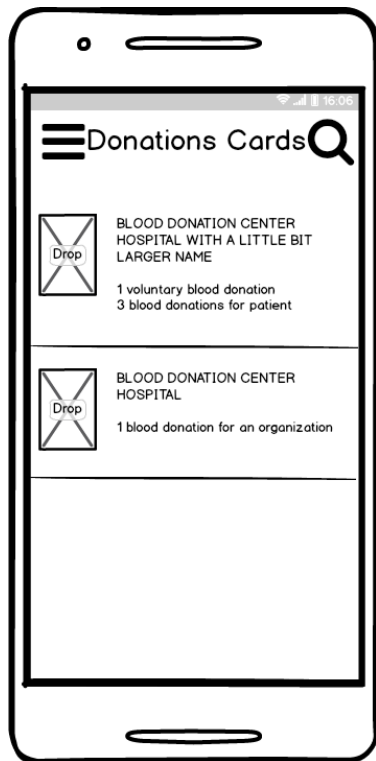 16:06
Donations Cards
Drop
BLOOD DONATION CENTER
HOSPITAL WITH A LITTLE BIT
LARGER NAME
1 voluntary blood donation
3 blood donations for patient
Drop
BLOOD DONATION CENTER
HOSPITAL
1 blood donation for an organization